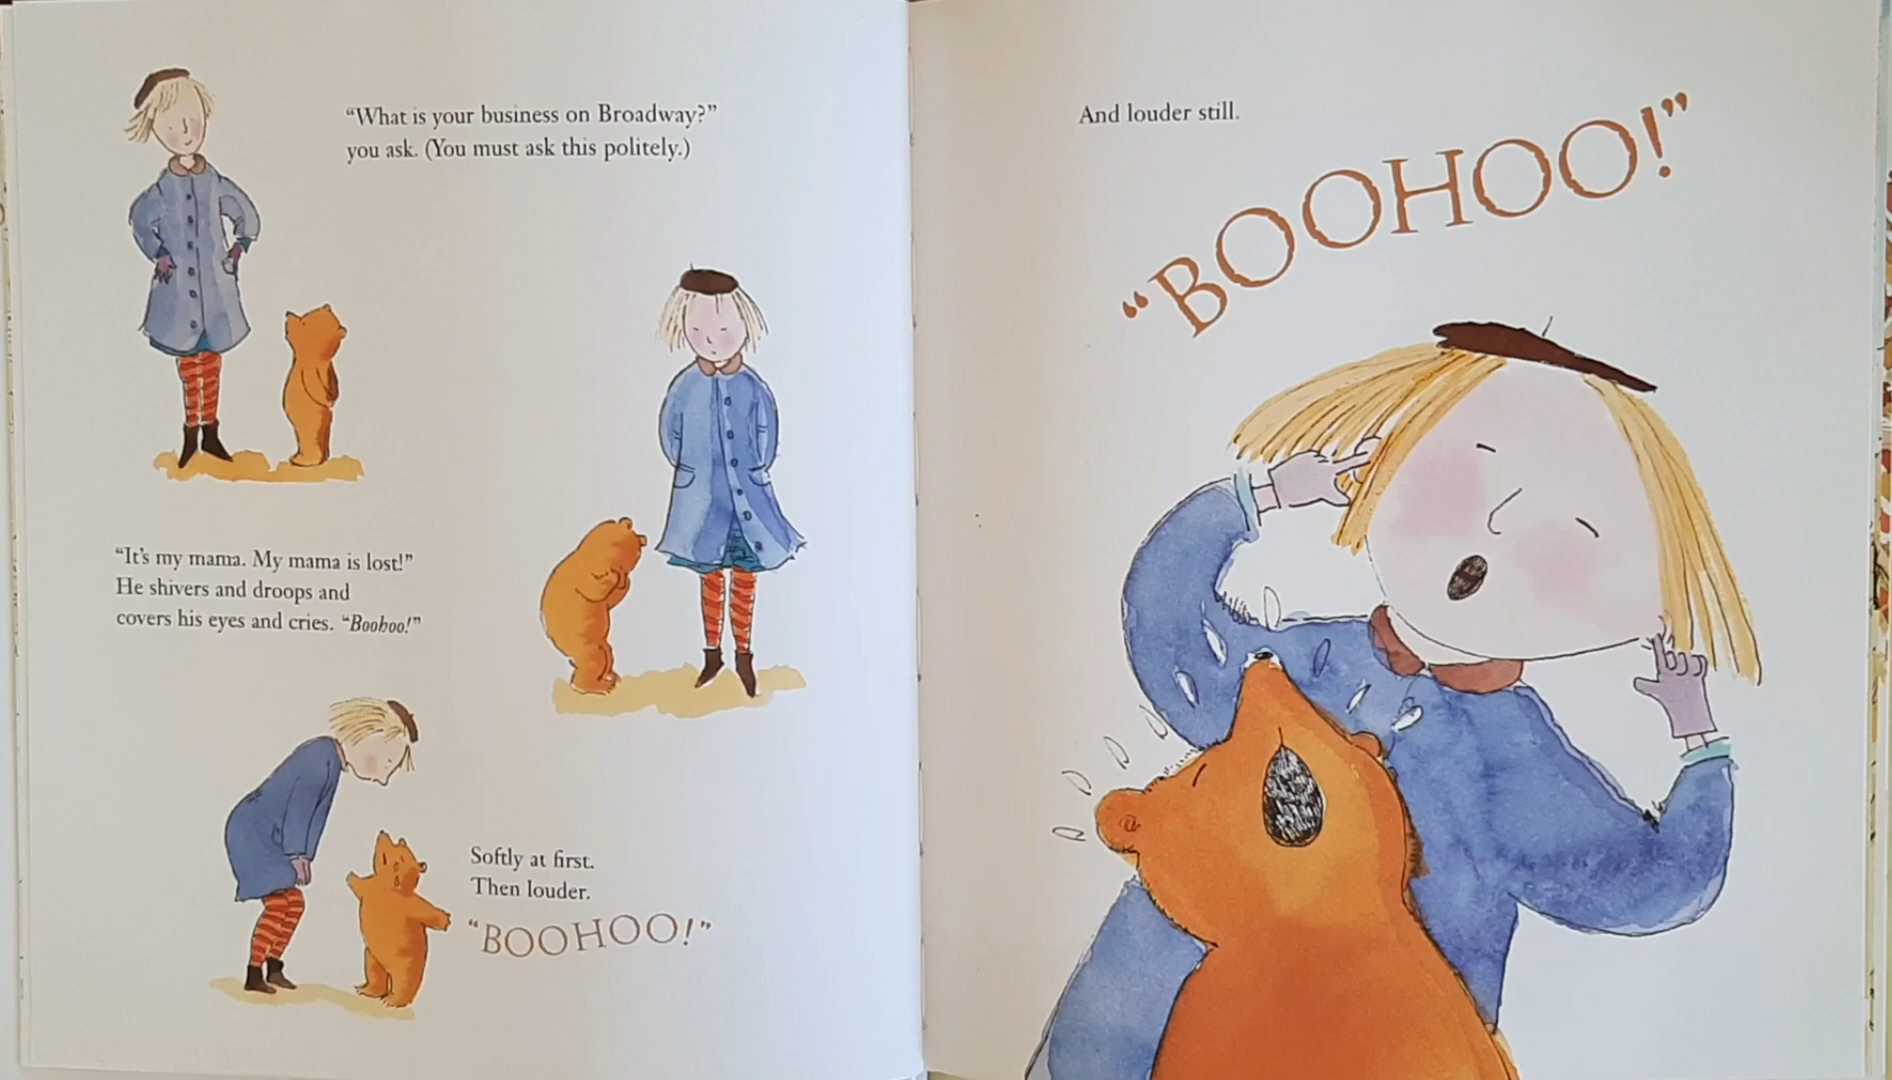 “What is your business on Broadway?”
you ask. (You must ask this politely.)
“It’s my mama. My mama is lost!”
He shivers and droops and
covers his eyes and cries. “Boohoo!”
Softly at first.
Then louder.
“BOOHOO!”
And louder still.
“BOOHOO!”